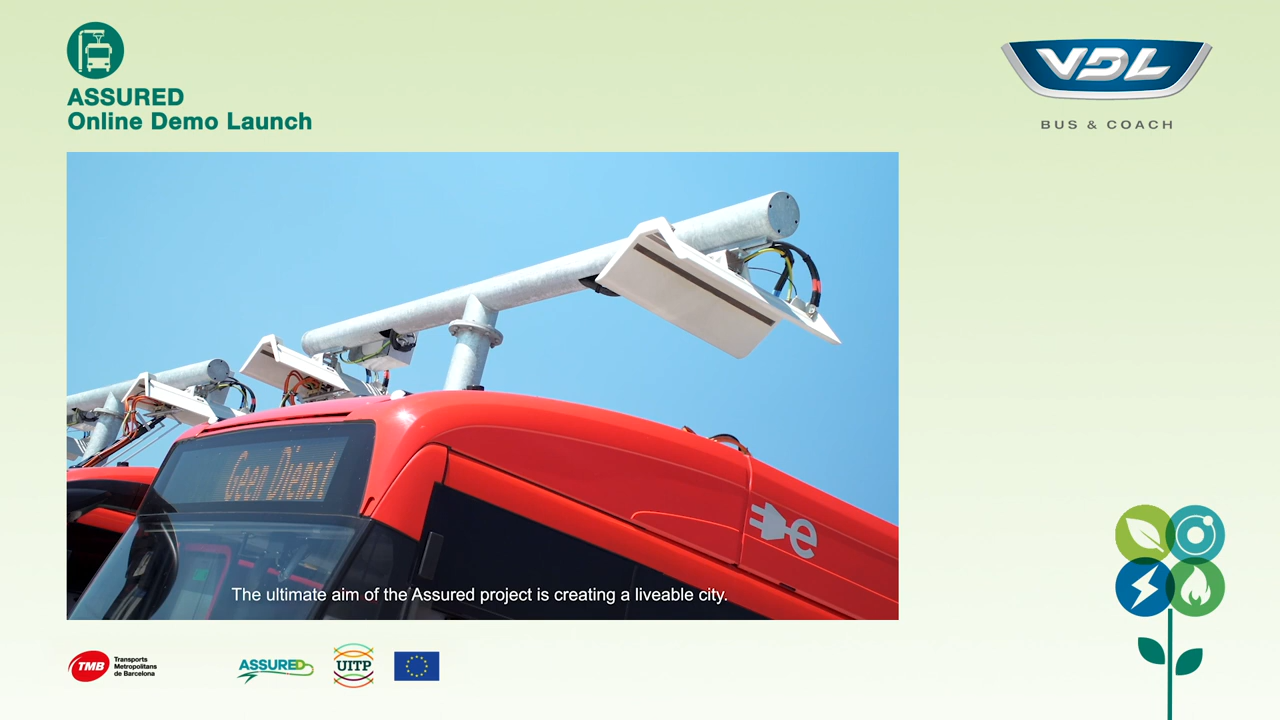 ASSURED
Online Demo Launch
VDL
BUS & COACH
Geen Dienst
e
The ultimate aim of the Assured project is creating a liveable city.
TMB
Transports
Metropolitans
de Barcelona
ASSURED
UITP